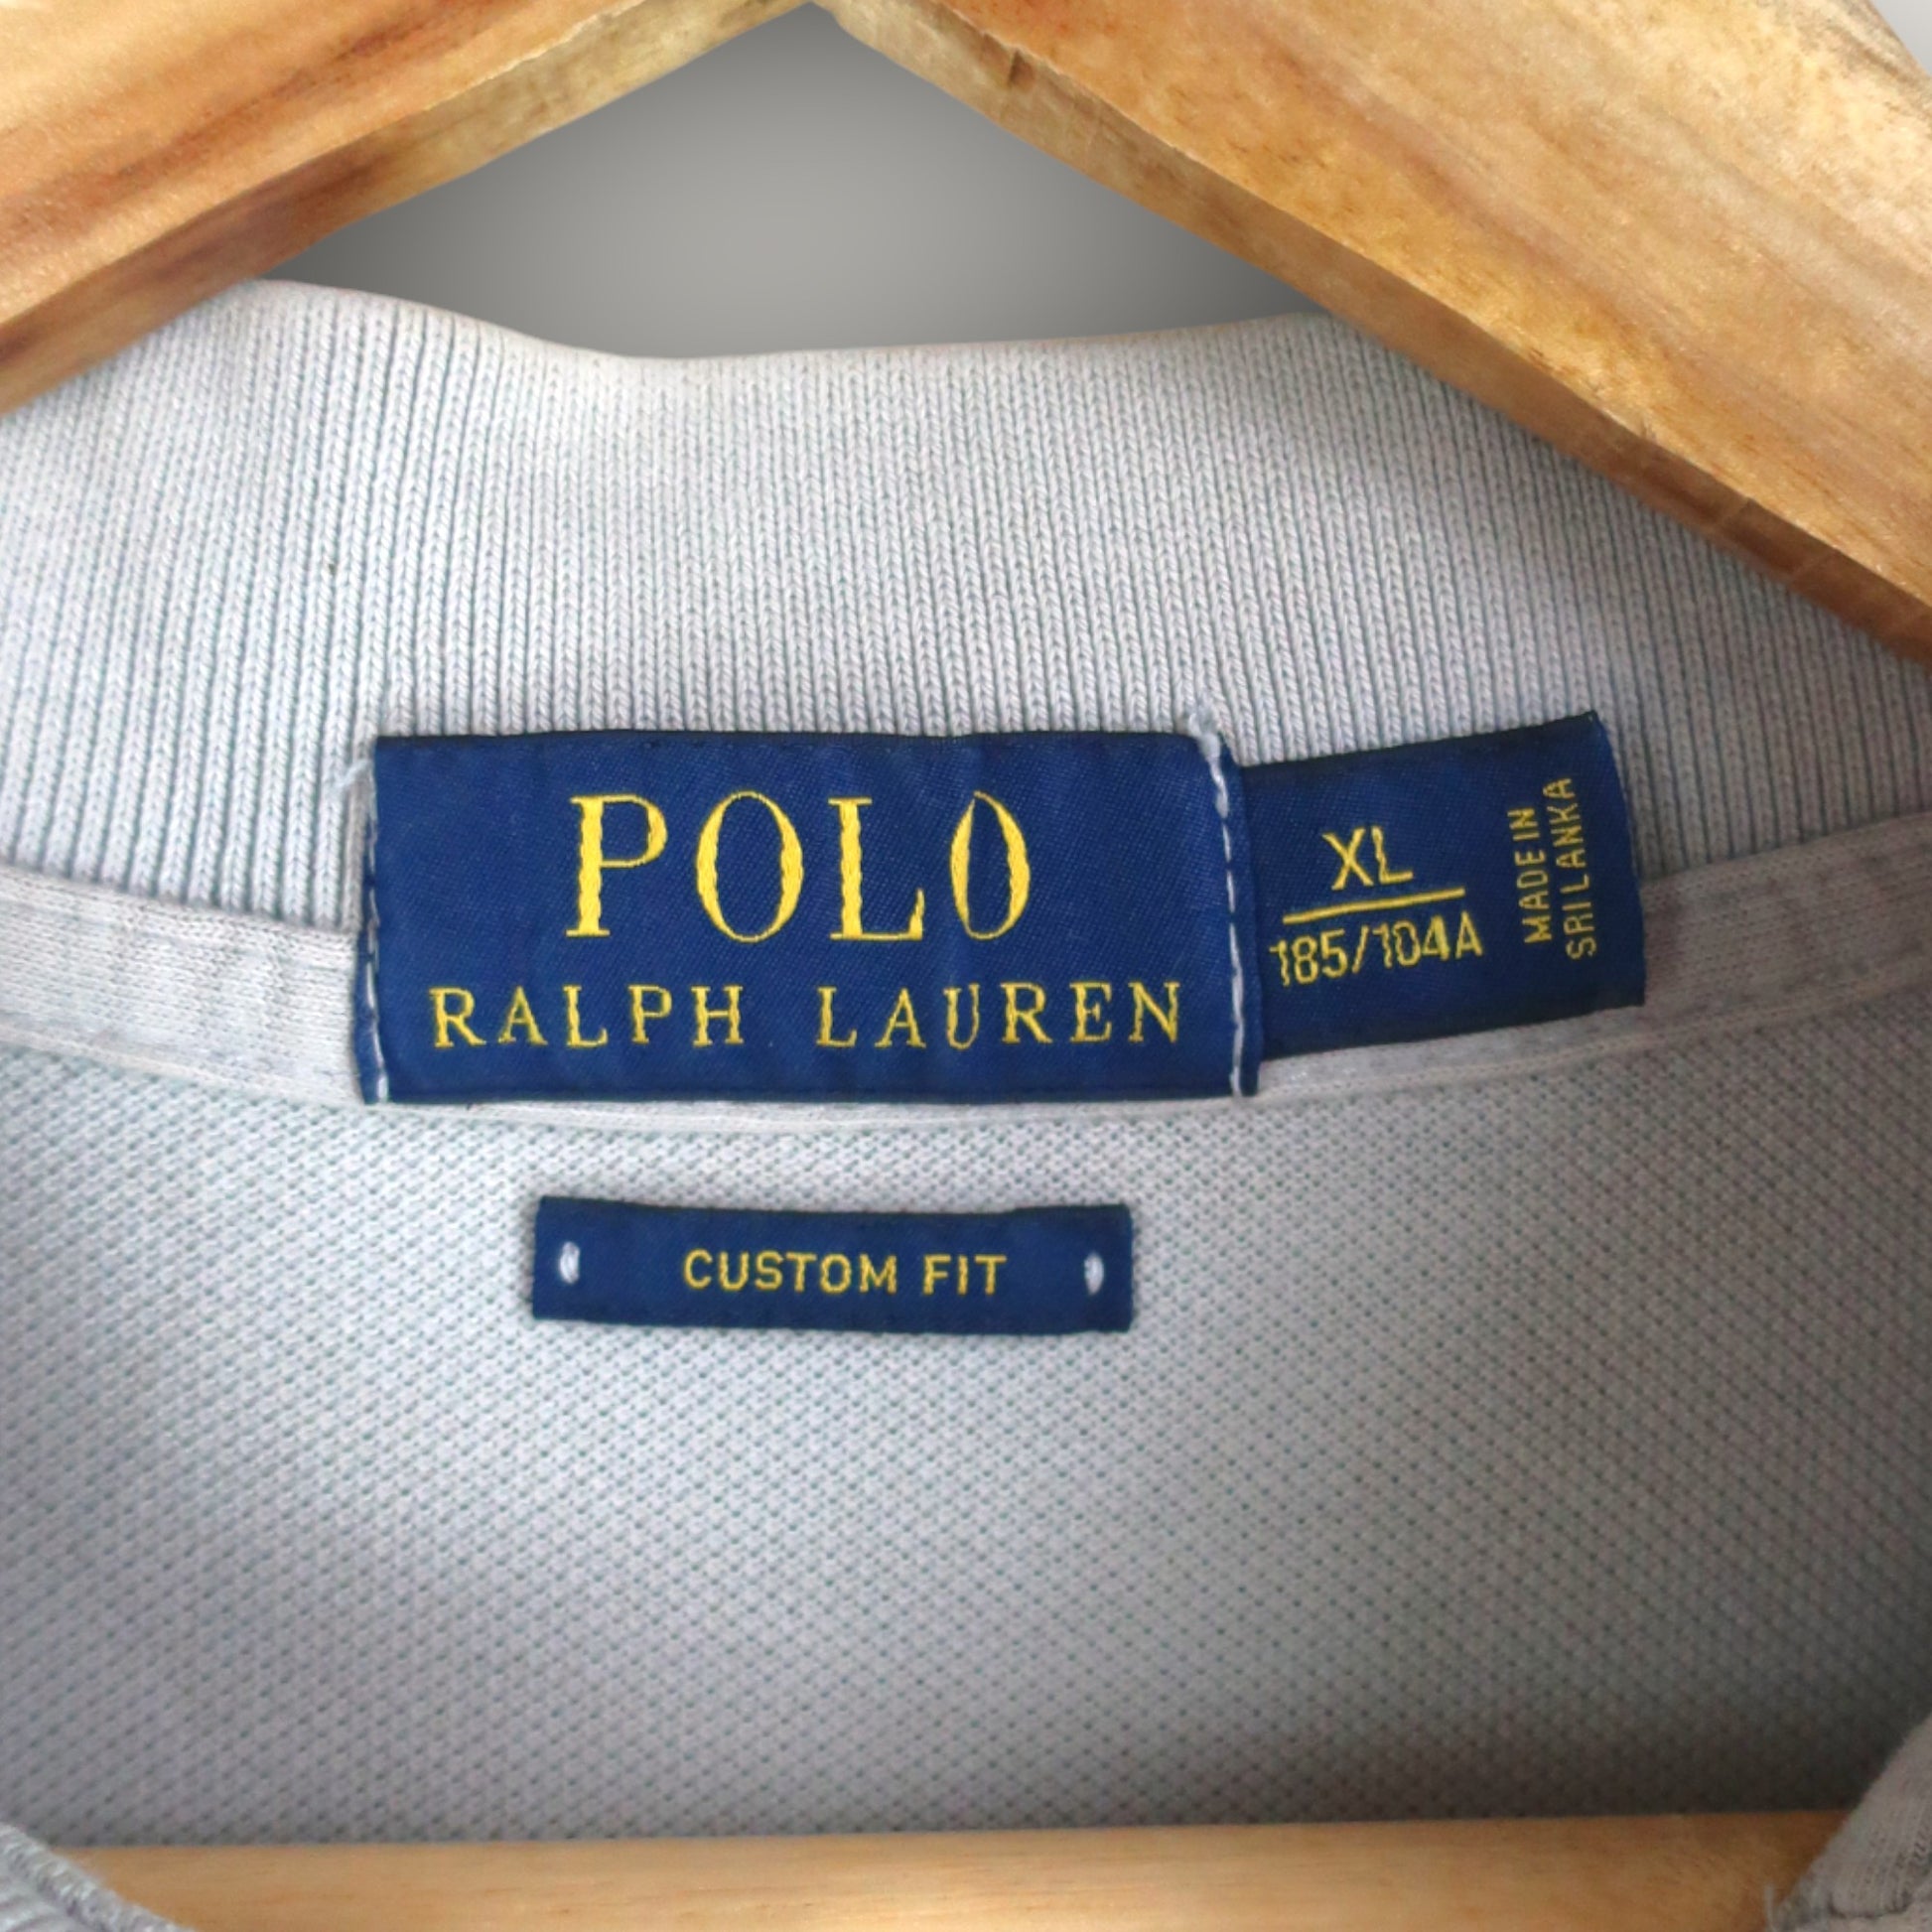 POLO
RALPH LAUREN
XL
185/104A
MADE IN
SRI LANKA
CUSTOM FIT